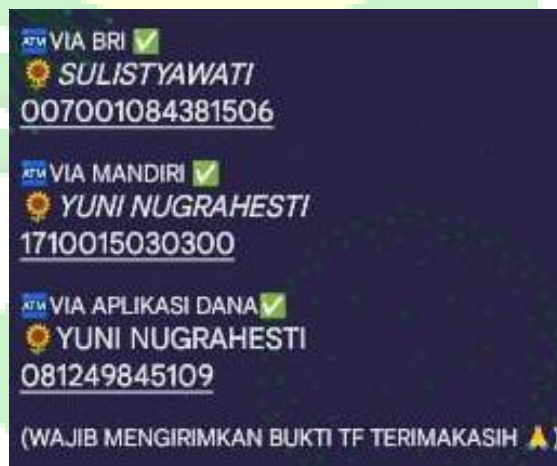 🏧VIA BRI ✅
🌻 SULISTYAWATI
007001084381506
🏧VIA MANDIRI ✅
🌻 YUNI NUGRAHESTI
1710015030300
🏧VIA APLIKASI DANA✅
🌻YUNI NUGRAHESTI
081249845109
(WAJIB MENGIRIMKAN BUKTI TF TERIMAKASIH 🙏)